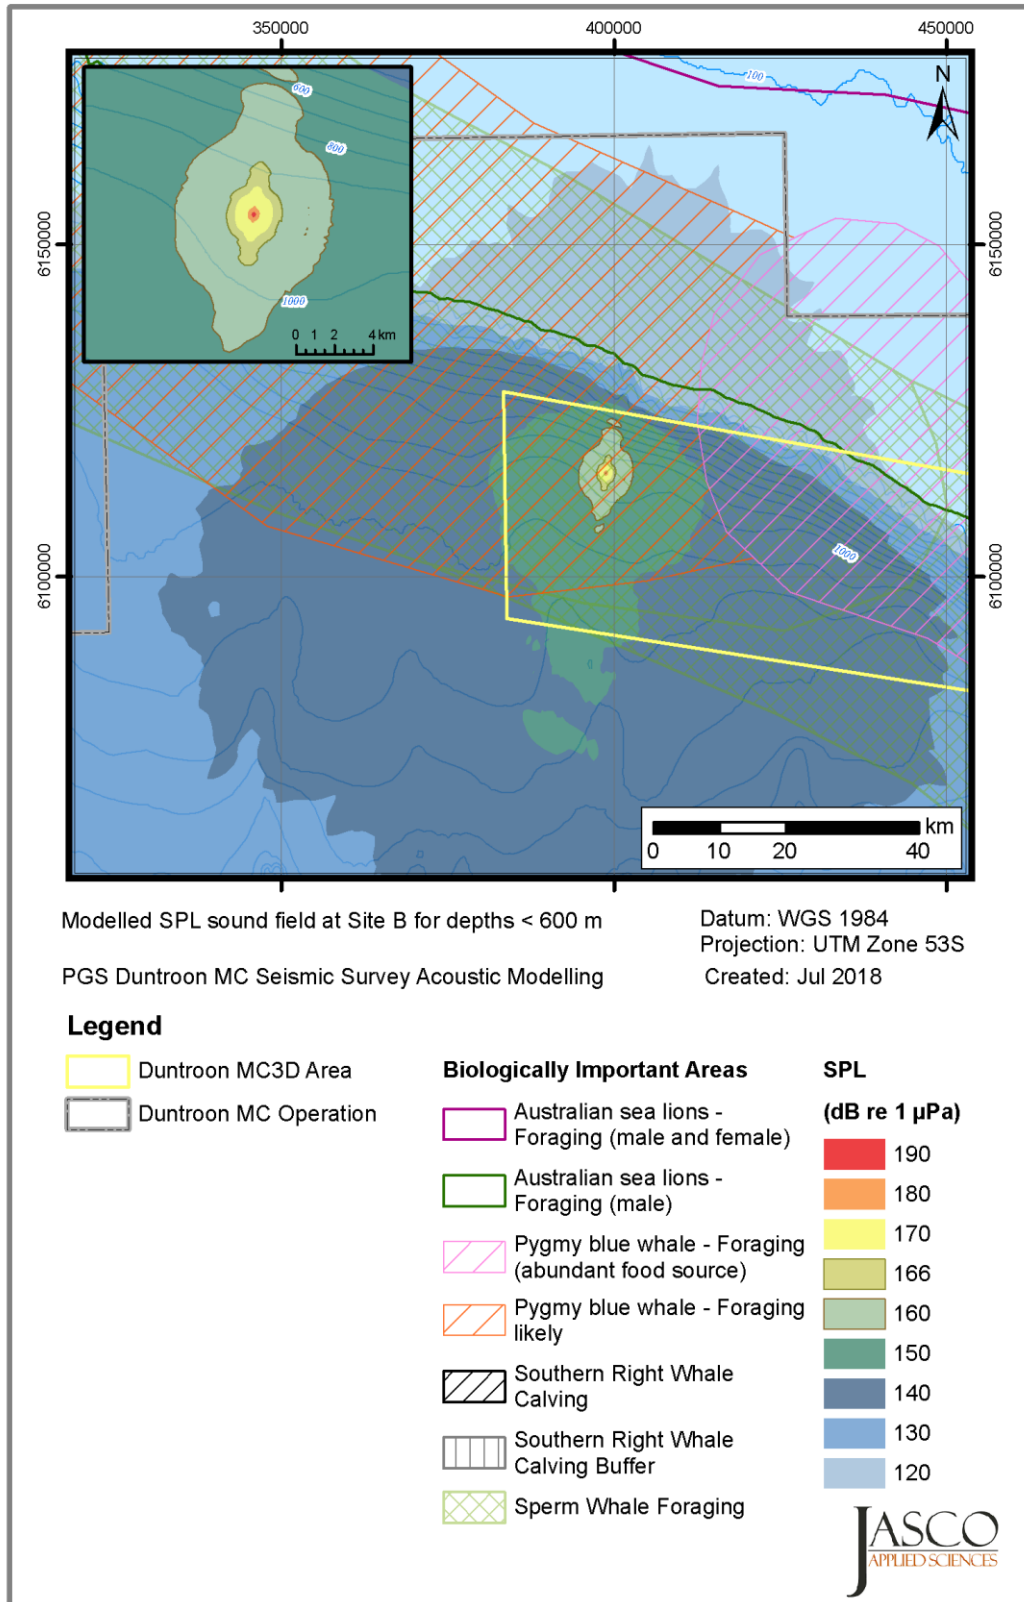 350000 400000 450000
N
100
600
800
1000
0 1 2 4 km
6150000 6150000
1000
6100000 6100000
km
0 10 20 40
Modelled SPL sound field at Site B for depths < 600 m
Datum: WGS 1984
Projection: UTM Zone 53S
PGS Duntroon MC Seismic Survey Acoustic Modelling
Created: Jul 2018
Legend
Duntroon MC3D Area
Duntroon MC Operation
Biologically Important Areas
Australian sea lions -
Foraging (male and female)
Australian sea lions -
Foraging (male)
Pygmy blue whale - Foraging
(abundant food source)
Pygmy blue whale - Foraging
likely
Southern Right Whale
Calving
Southern Right Whale
Calving Buffer
Sperm Whale Foraging
SPL
(dB re 1 µPa)
190
180
170
166
160
150
140
130
120
JASCO
APPLIED SCIENCES